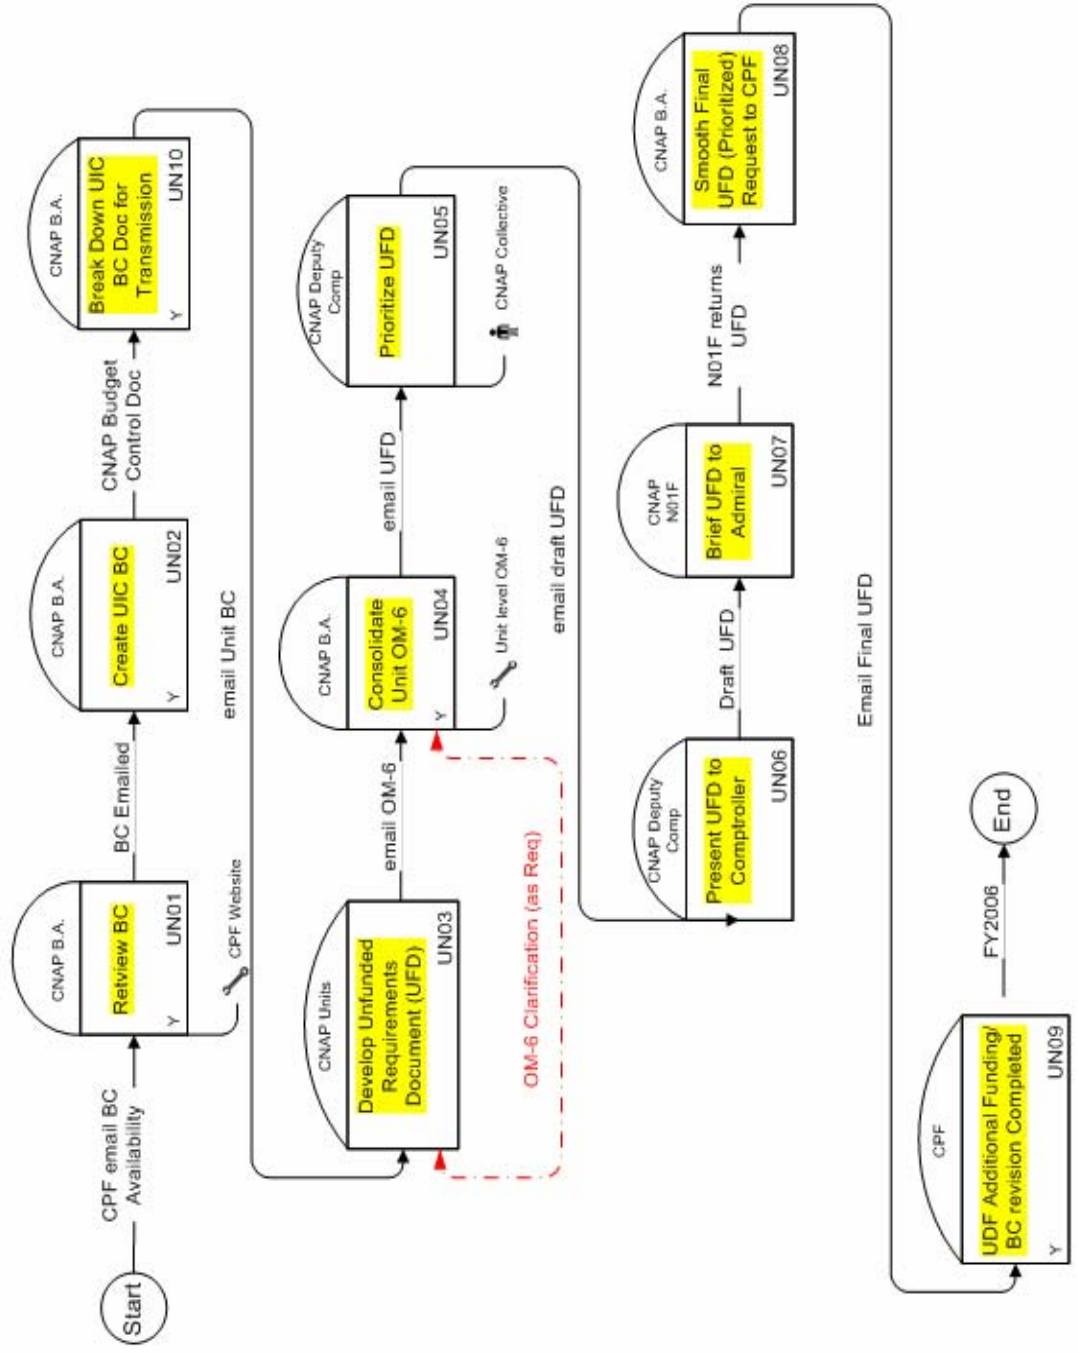 Start
CPF email BC
Availability
CNAP B.A.
Retview BC
Y
UN01
CPF Website
BC Emailed
CNAP B.A.
Create UIC BC
Y
UN02
CNAP Budget
Control Doc
CNAP B.A.
Break Down UIC
BC Doc for
Transmission
Y
UN10
email Unit BC
CNAP Units
Develop Unfunded
Requirements
Document (UFD)
UN03
email OM-6
CNAP B.A.
Consolidate
Unit OM-6
Y
UN04
Unit level OM-6
OM-6 Clarification (as Req)
email UFD
CNAP Deputy
Comp
Prioritize UFD
UN05
CNAP Collective
email draft UFD
CNAP Deputy
Comp
Present UFD to
Comptroller
UN06
Draft UFD
CNAP
N01F
Brief UFD to
Admiral
UN07
N01F returns
UFD
CNAP B.A.
Smooth Final
UFD (Prioritized)
Request to CPF
UN08
Email Final UFD
CPF
UDF Additional Funding/
BC revision Completed
Y
UN09
FY2006
End